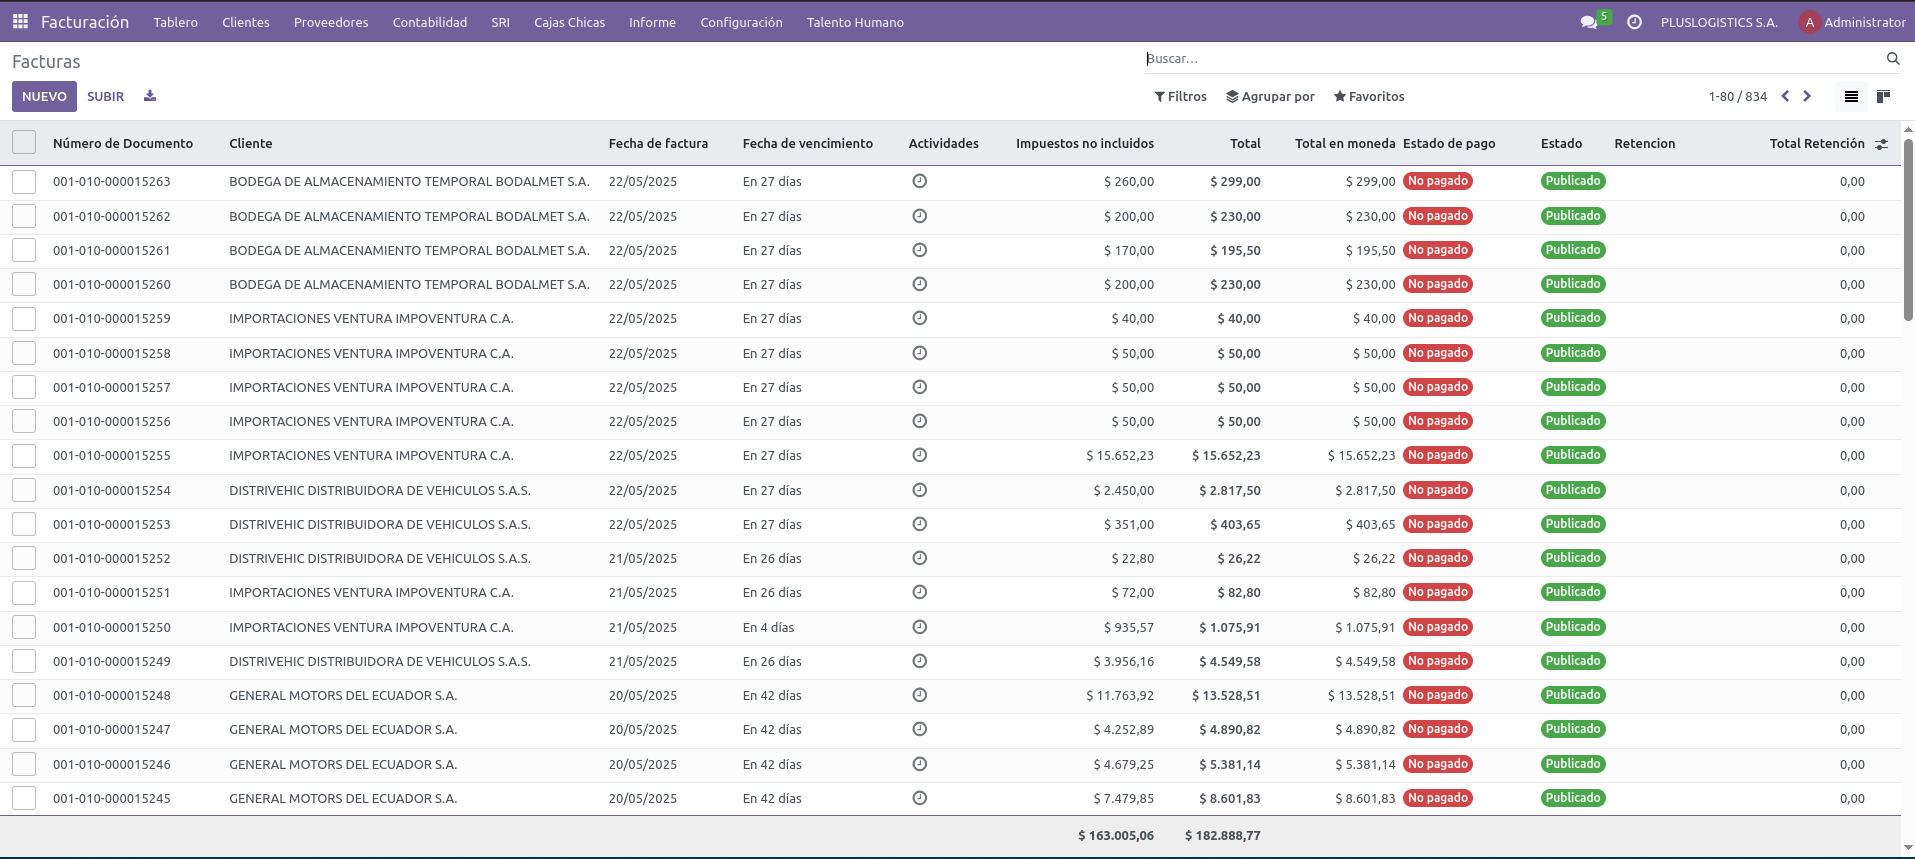 Facturación Tablero Clientes Proveedores Contabilidad SRI Cajas Chicas Informe Configuración Talento Humano 5 PLUSLOGISTICS S.A. A Administrator
Facturas Buscar...
NUEVO SUBIR Filtros Agrupar por Favoritos 1-80 / 834
Número de Documento Cliente Fecha de factura Fecha de vencimiento Actividades Impuestos no incluidos Total Total en moneda Estado de pago Estado Retencion Total Retención
001-010-000015263 BODEGA DE ALMACENAMIENTO TEMPORAL BODALMET S.A. 22/05/2025 En 27 días $ 260,00 $ 299,00 $ 299,00 No pagado Publicado 0,00
001-010-000015262 BODEGA DE ALMACENAMIENTO TEMPORAL BODALMET S.A. 22/05/2025 En 27 días $ 200,00 $ 230,00 $ 230,00 No pagado Publicado 0,00
001-010-000015261 BODEGA DE ALMACENAMIENTO TEMPORAL BODALMET S.A. 22/05/2025 En 27 días $ 170,00 $ 195,50 $ 195,50 No pagado Publicado 0,00
001-010-000015260 BODEGA DE ALMACENAMIENTO TEMPORAL BODALMET S.A. 22/05/2025 En 27 días $ 200,00 $ 230,00 $ 230,00 No pagado Publicado 0,00
001-010-000015259 IMPORTACIONES VENTURA IMPOVENTURA C.A. 22/05/2025 En 27 días $ 40,00 $ 40,00 $ 40,00 No pagado Publicado 0,00
001-010-000015258 IMPORTACIONES VENTURA IMPOVENTURA C.A. 22/05/2025 En 27 días $ 50,00 $ 50,00 $ 50,00 No pagado Publicado 0,00
001-010-000015257 IMPORTACIONES VENTURA IMPOVENTURA C.A. 22/05/2025 En 27 días $ 50,00 $ 50,00 $ 50,00 No pagado Publicado 0,00
001-010-000015256 IMPORTACIONES VENTURA IMPOVENTURA C.A. 22/05/2025 En 27 días $ 50,00 $ 50,00 $ 50,00 No pagado Publicado 0,00
001-010-000015255 IMPORTACIONES VENTURA IMPOVENTURA C.A. 22/05/2025 En 27 días $ 15.652,23 $ 15.652,23 $ 15.652,23 No pagado Publicado 0,00
001-010-000015254 DISTRIVEHIC DISTRIBUIDORA DE VEHICULOS S.A.S. 22/05/2025 En 27 días $ 2.450,00 $ 2.817,50 $ 2.817,50 No pagado Publicado 0,00
001-010-000015253 DISTRIVEHIC DISTRIBUIDORA DE VEHICULOS S.A.S. 22/05/2025 En 27 días $ 351,00 $ 403,65 $ 403,65 No pagado Publicado 0,00
001-010-000015252 DISTRIVEHIC DISTRIBUIDORA DE VEHICULOS S.A.S. 21/05/2025 En 26 días $ 22,80 $ 26,22 $ 26,22 No pagado Publicado 0,00
001-010-000015251 IMPORTACIONES VENTURA IMPOVENTURA C.A. 21/05/2025 En 26 días $ 72,00 $ 82,80 $ 82,80 No pagado Publicado 0,00
001-010-000015250 IMPORTACIONES VENTURA IMPOVENTURA C.A. 21/05/2025 En 4 días $ 935,57 $ 1.075,91 $ 1.075,91 No pagado Publicado 0,00
001-010-000015249 DISTRIVEHIC DISTRIBUIDORA DE VEHICULOS S.A.S. 21/05/2025 En 26 días $ 3.956,16 $ 4.549,58 $ 4.549,58 No pagado Publicado 0,00
001-010-000015248 GENERAL MOTORS DEL ECUADOR S.A. 20/05/2025 En 42 días $ 11.763,92 $ 13.528,51 $ 13.528,51 No pagado Publicado 0,00
001-010-000015247 GENERAL MOTORS DEL ECUADOR S.A. 20/05/2025 En 42 días $ 4.252,89 $ 4.890,82 $ 4.890,82 No pagado Publicado 0,00
001-010-000015246 GENERAL MOTORS DEL ECUADOR S.A. 20/05/2025 En 42 días $ 4.679,25 $ 5.381,14 $ 5.381,14 No pagado Publicado 0,00
001-010-000015245 GENERAL MOTORS DEL ECUADOR S.A. 20/05/2025 En 42 días $ 7.479,85 $ 8.601,83 $ 8.601,83 No pagado Publicado 0,00
$ 163.005,06 $ 182.888,77